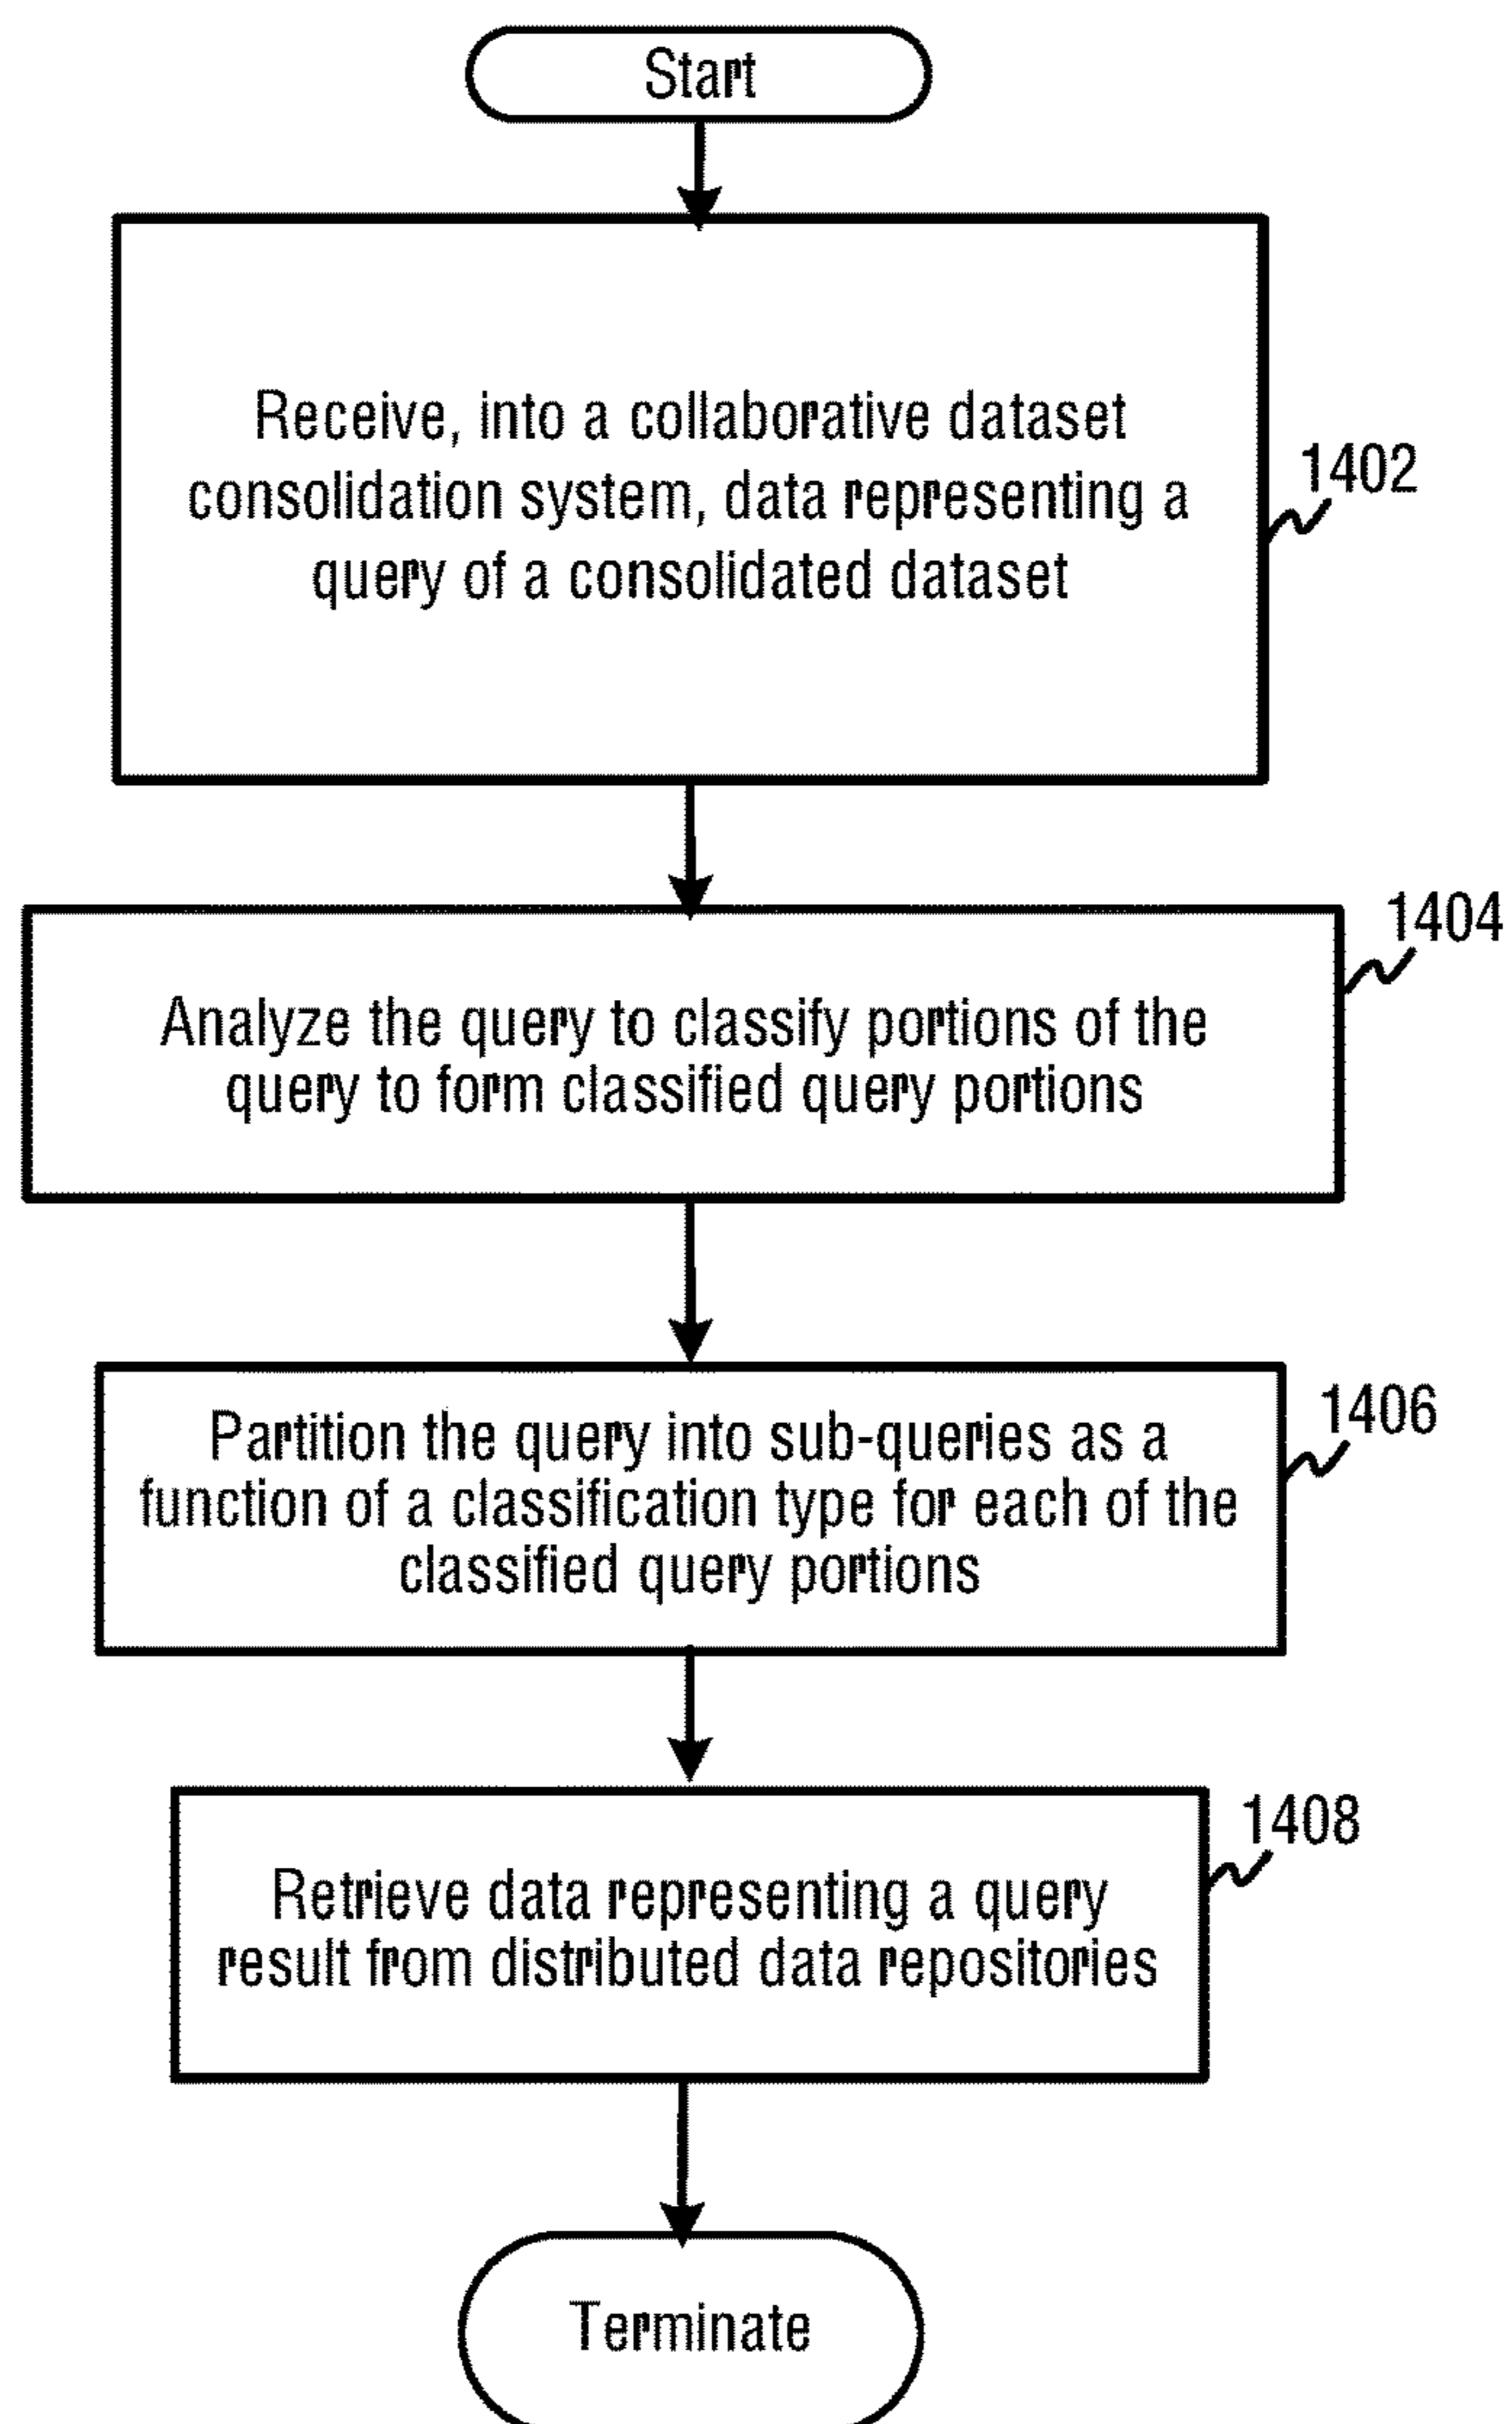 Start
Receive, into a collaborative dataset
consolidation system, data representing a
query of a consolidated dataset
1402
1404
Analyze the query to classify portions of the
query to form classified query portions
1406
Partition the query into sub-queries as a
function of a classification type for each of the
classified query portions
1408
Retrieve data representing a query
result from distributed data repositories
Terminate